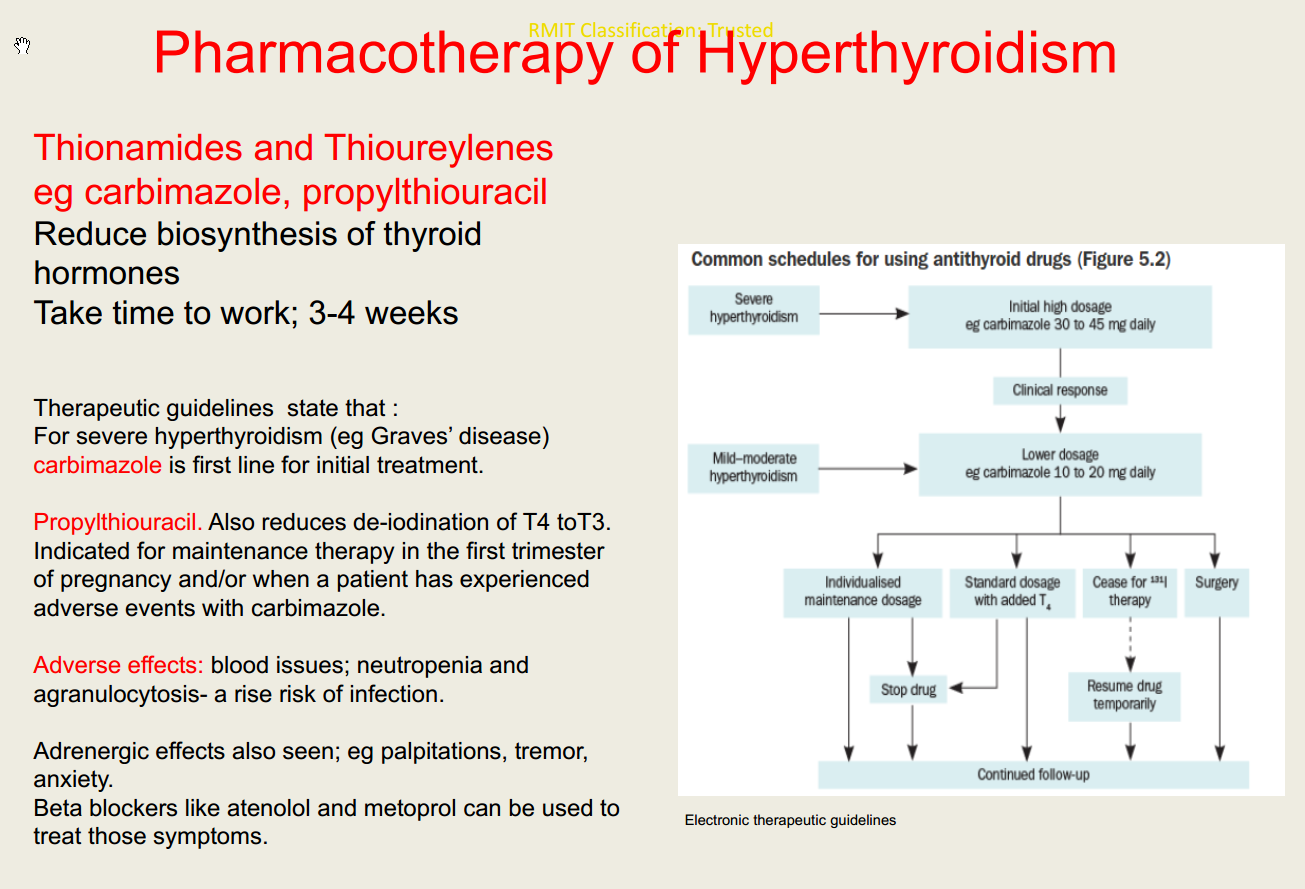 RMIT Classification: Trusted
Pharmacotherapy of Hyperthyroidism
Thionamides and Thioureylenes
eg carbimazole, propylthiouracil
Reduce biosynthesis of thyroid
hormones
Take time to work; 3-4 weeks
Therapeutic guidelines  state that :
For severe hyperthyroidism (eg Graves’ disease)
carbimazole is first line for initial treatment.
Propylthiouracil. Also reduces de-iodination of T4 toT3.
Indicated for maintenance therapy in the first trimester
of pregnancy and/or when a patient has experienced
adverse events with carbimazole.
Adverse effects: blood issues; neutropenia and
agranulocytosis- a rise risk of infection.
Adrenergic effects also seen; eg palpitations, tremor,
anxiety.
Beta blockers like atenolol and metoprol can be used to
treat those symptoms.
Common schedules for using antithyroid drugs (Figure 5.2)
Severe
hyperthyroidism
Initial high dosage
eg carbimazole 30 to 45 mg daily
Clinical response
Mild–moderate
hyperthyroidism
Lower dosage
eg carbimazole 10 to 20 mg daily
Individualised
maintenance dosage
Standard dosage
with added T₄
Cease for ¹³¹I
therapy
Surgery
Stop drug
Resume drug
temporarily
Continued follow-up
Electronic therapeutic guidelines